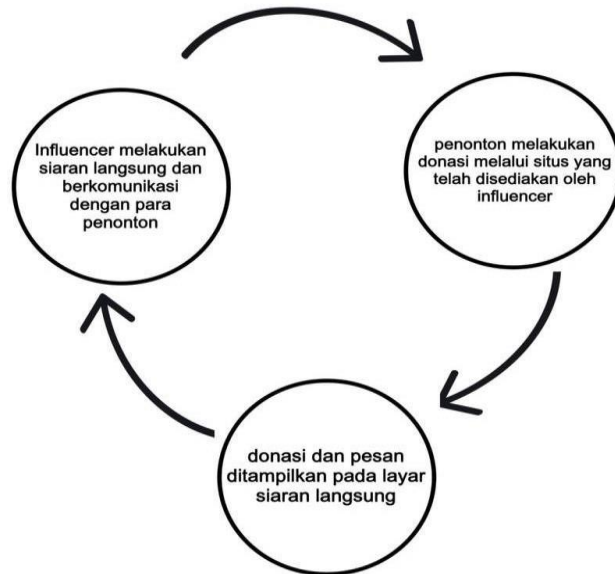 Influencer melakukan
siaran langsung dan
berkomunikasi
dengan para
penonton
penonton melakukan
donasi melalui situs yang
telah disediakan oleh
influencer
donasi dan pesan
ditampilkan pada layar
siaran langsung